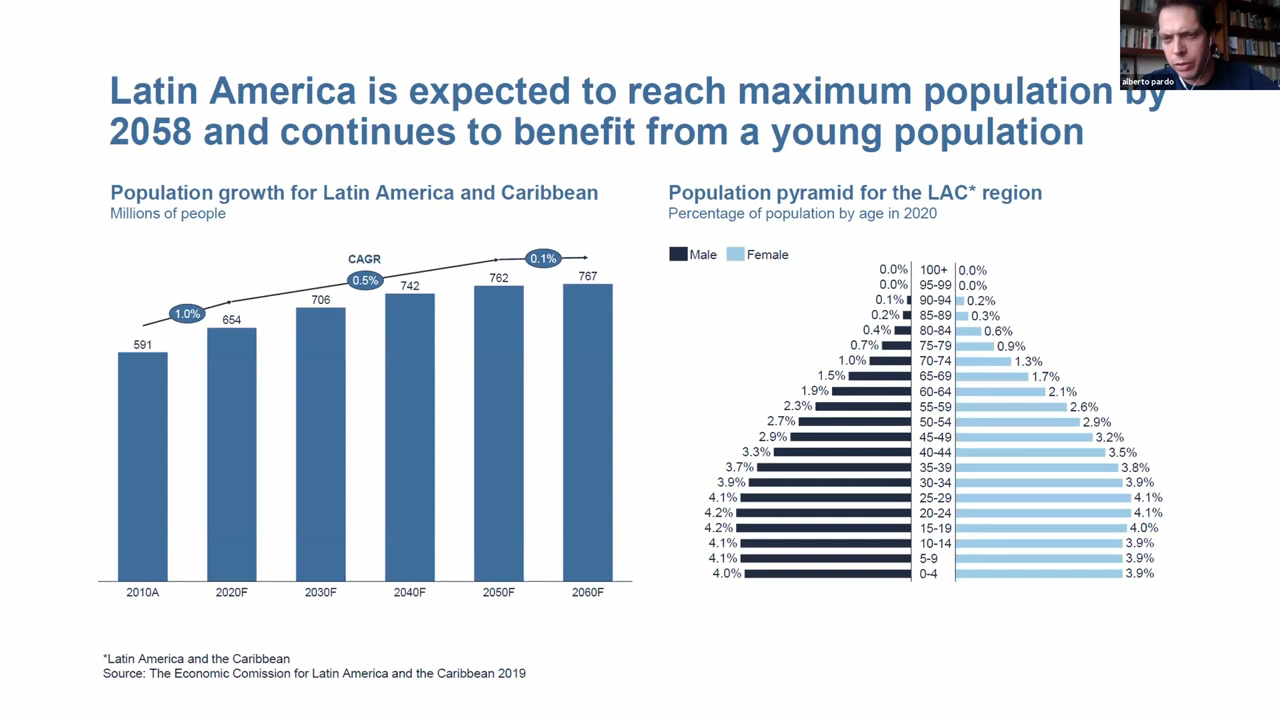 alberto pardo
Latin America is expected to reach maximum population by
2058 and continues to benefit from a young population
Population growth for Latin America and Caribbean
Millions of people
CAGR
1.0%
0.5%
0.1%
591
654
706
742
762
767
2010A
2020F
2030F
2040F
2050F
2060F
Population pyramid for the LAC* region
Percentage of population by age in 2020
Male Female
0.0% 100+ 0.0%
0.0% 95-99 0.0%
0.1% 90-94 0.2%
0.2% 85-89 0.3%
0.4% 80-84 0.6%
0.7% 75-79 0.9%
1.0% 70-74 1.3%
1.5% 65-69 1.7%
1.9% 60-64 2.1%
2.3% 55-59 2.6%
2.7% 50-54 2.9%
2.9% 45-49 3.2%
3.3% 40-44 3.5%
3.7% 35-39 3.8%
3.9% 30-34 3.9%
4.1% 25-29 4.1%
4.2% 20-24 4.1%
4.2% 15-19 4.0%
4.1% 10-14 3.9%
4.1% 5-9 3.9%
4.0% 0-4 3.9%
*Latin America and the Caribbean
Source: The Economic Comission for Latin America and the Caribbean 2019